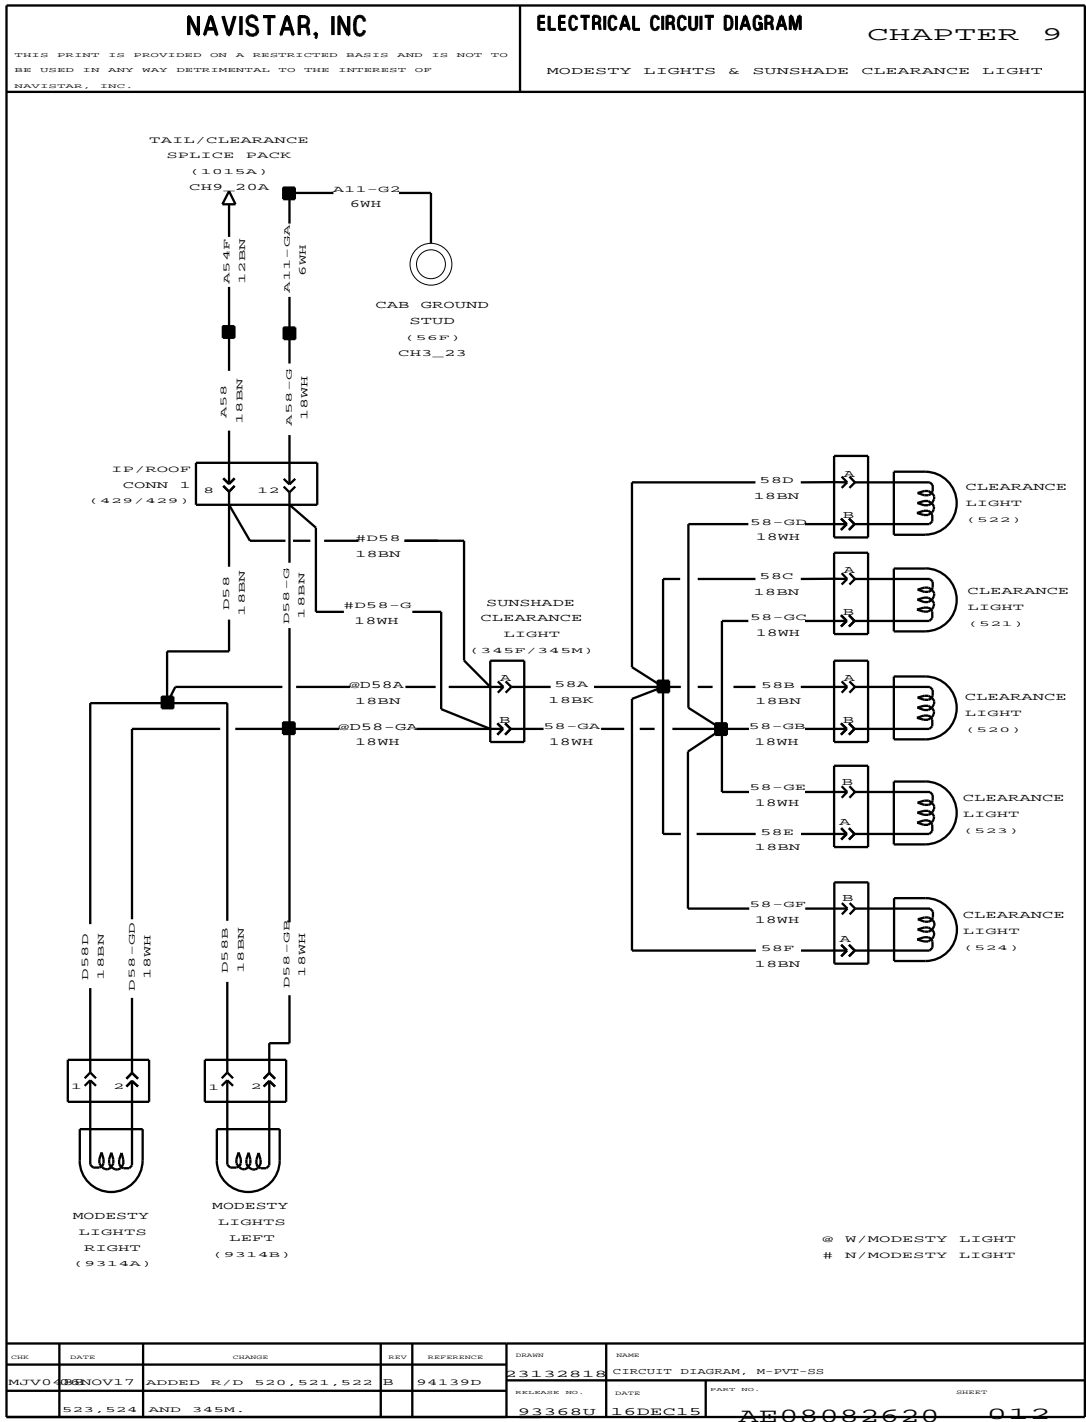 NAVISTAR, INC
THIS PRINT IS PROVIDED ON A RESTRICTED BASIS AND IS NOT TO
BE USED IN ANY WAY DETRIMENTAL TO THE INTEREST OF
NAVISTAR, INC.
ELECTRICAL CIRCUIT DIAGRAM
CHAPTER 9
MODESTY LIGHTS & SUNSHADE CLEARANCE LIGHT
TAIL/CLEARANCE
SPLICE PACK
(1015A)
CH9_20A
A11-G2
6WH
A54F
12BN
A11-GA
6WH
CAB GROUND
STUD
(56F)
CH3_23
A58
18BN
A58-G
18WH
IP/ROOF
CONN 1
(429/429)
8
12
#D58
18BN
D58
18BN
D58-G
18BN
#D58-G
18WH
SUNSHADE
CLEARANCE
LIGHT
(345F/345M)
A
B
@D58A
18BN
@D58-GA
18WH
58A
18BK
58-GA
18WH
58D
18BN
58-GD
18WH
A
B
CLEARANCE
LIGHT
(522)
58C
18BN
58-GC
18WH
A
B
CLEARANCE
LIGHT
(521)
58B
18BN
58-GB
18WH
A
B
CLEARANCE
LIGHT
(520)
58-GE
18WH
58E
18BN
B
A
CLEARANCE
LIGHT
(523)
58-GF
18WH
58F
18BN
B
A
CLEARANCE
LIGHT
(524)
D58D
18BN
D58-GD
18WH
D58B
18BN
D58-GB
18WH
1
2
1
2
MODESTY
LIGHTS
RIGHT
(9314A)
MODESTY
LIGHTS
LEFT
(9314B)
@ W/MODESTY LIGHT
# N/MODESTY LIGHT
CHK DATE CHANGE REV REFERENCE
ADDED R/D 520,521,522 B 94139D
523,524 AND 345M.
DRAWN
23132818
NAME
CIRCUIT DIAGRAM, M-PVT-SS
RELEASE NO.
93368U
DATE
16DEC15
PART NO.
AE08082620
SHEET
012